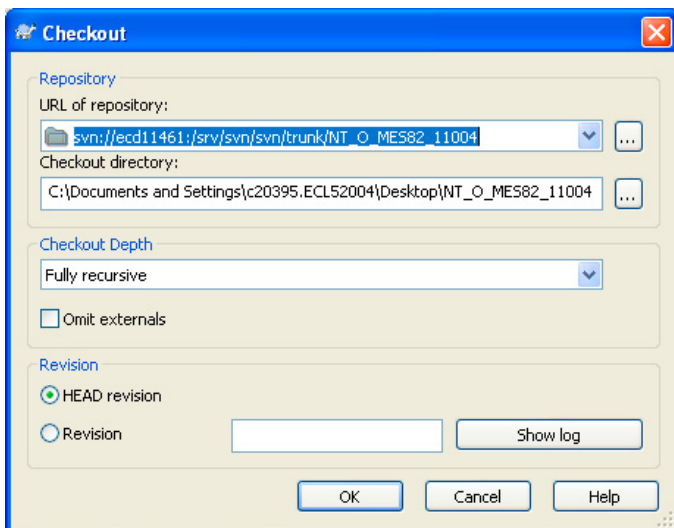 Checkout
Repository
URL of repository:
svn://ecd11461:/srv/svn/svn/trunk/NT_O_MES82_11004
...
Checkout directory:
C:\Documents and Settings\c20395.ECL52004\Desktop\NT_O_MES82_11004
...
Checkout Depth
Fully recursive
Omit externals
Revision
HEAD revision
Revision
Show log
OK
Cancel
Help